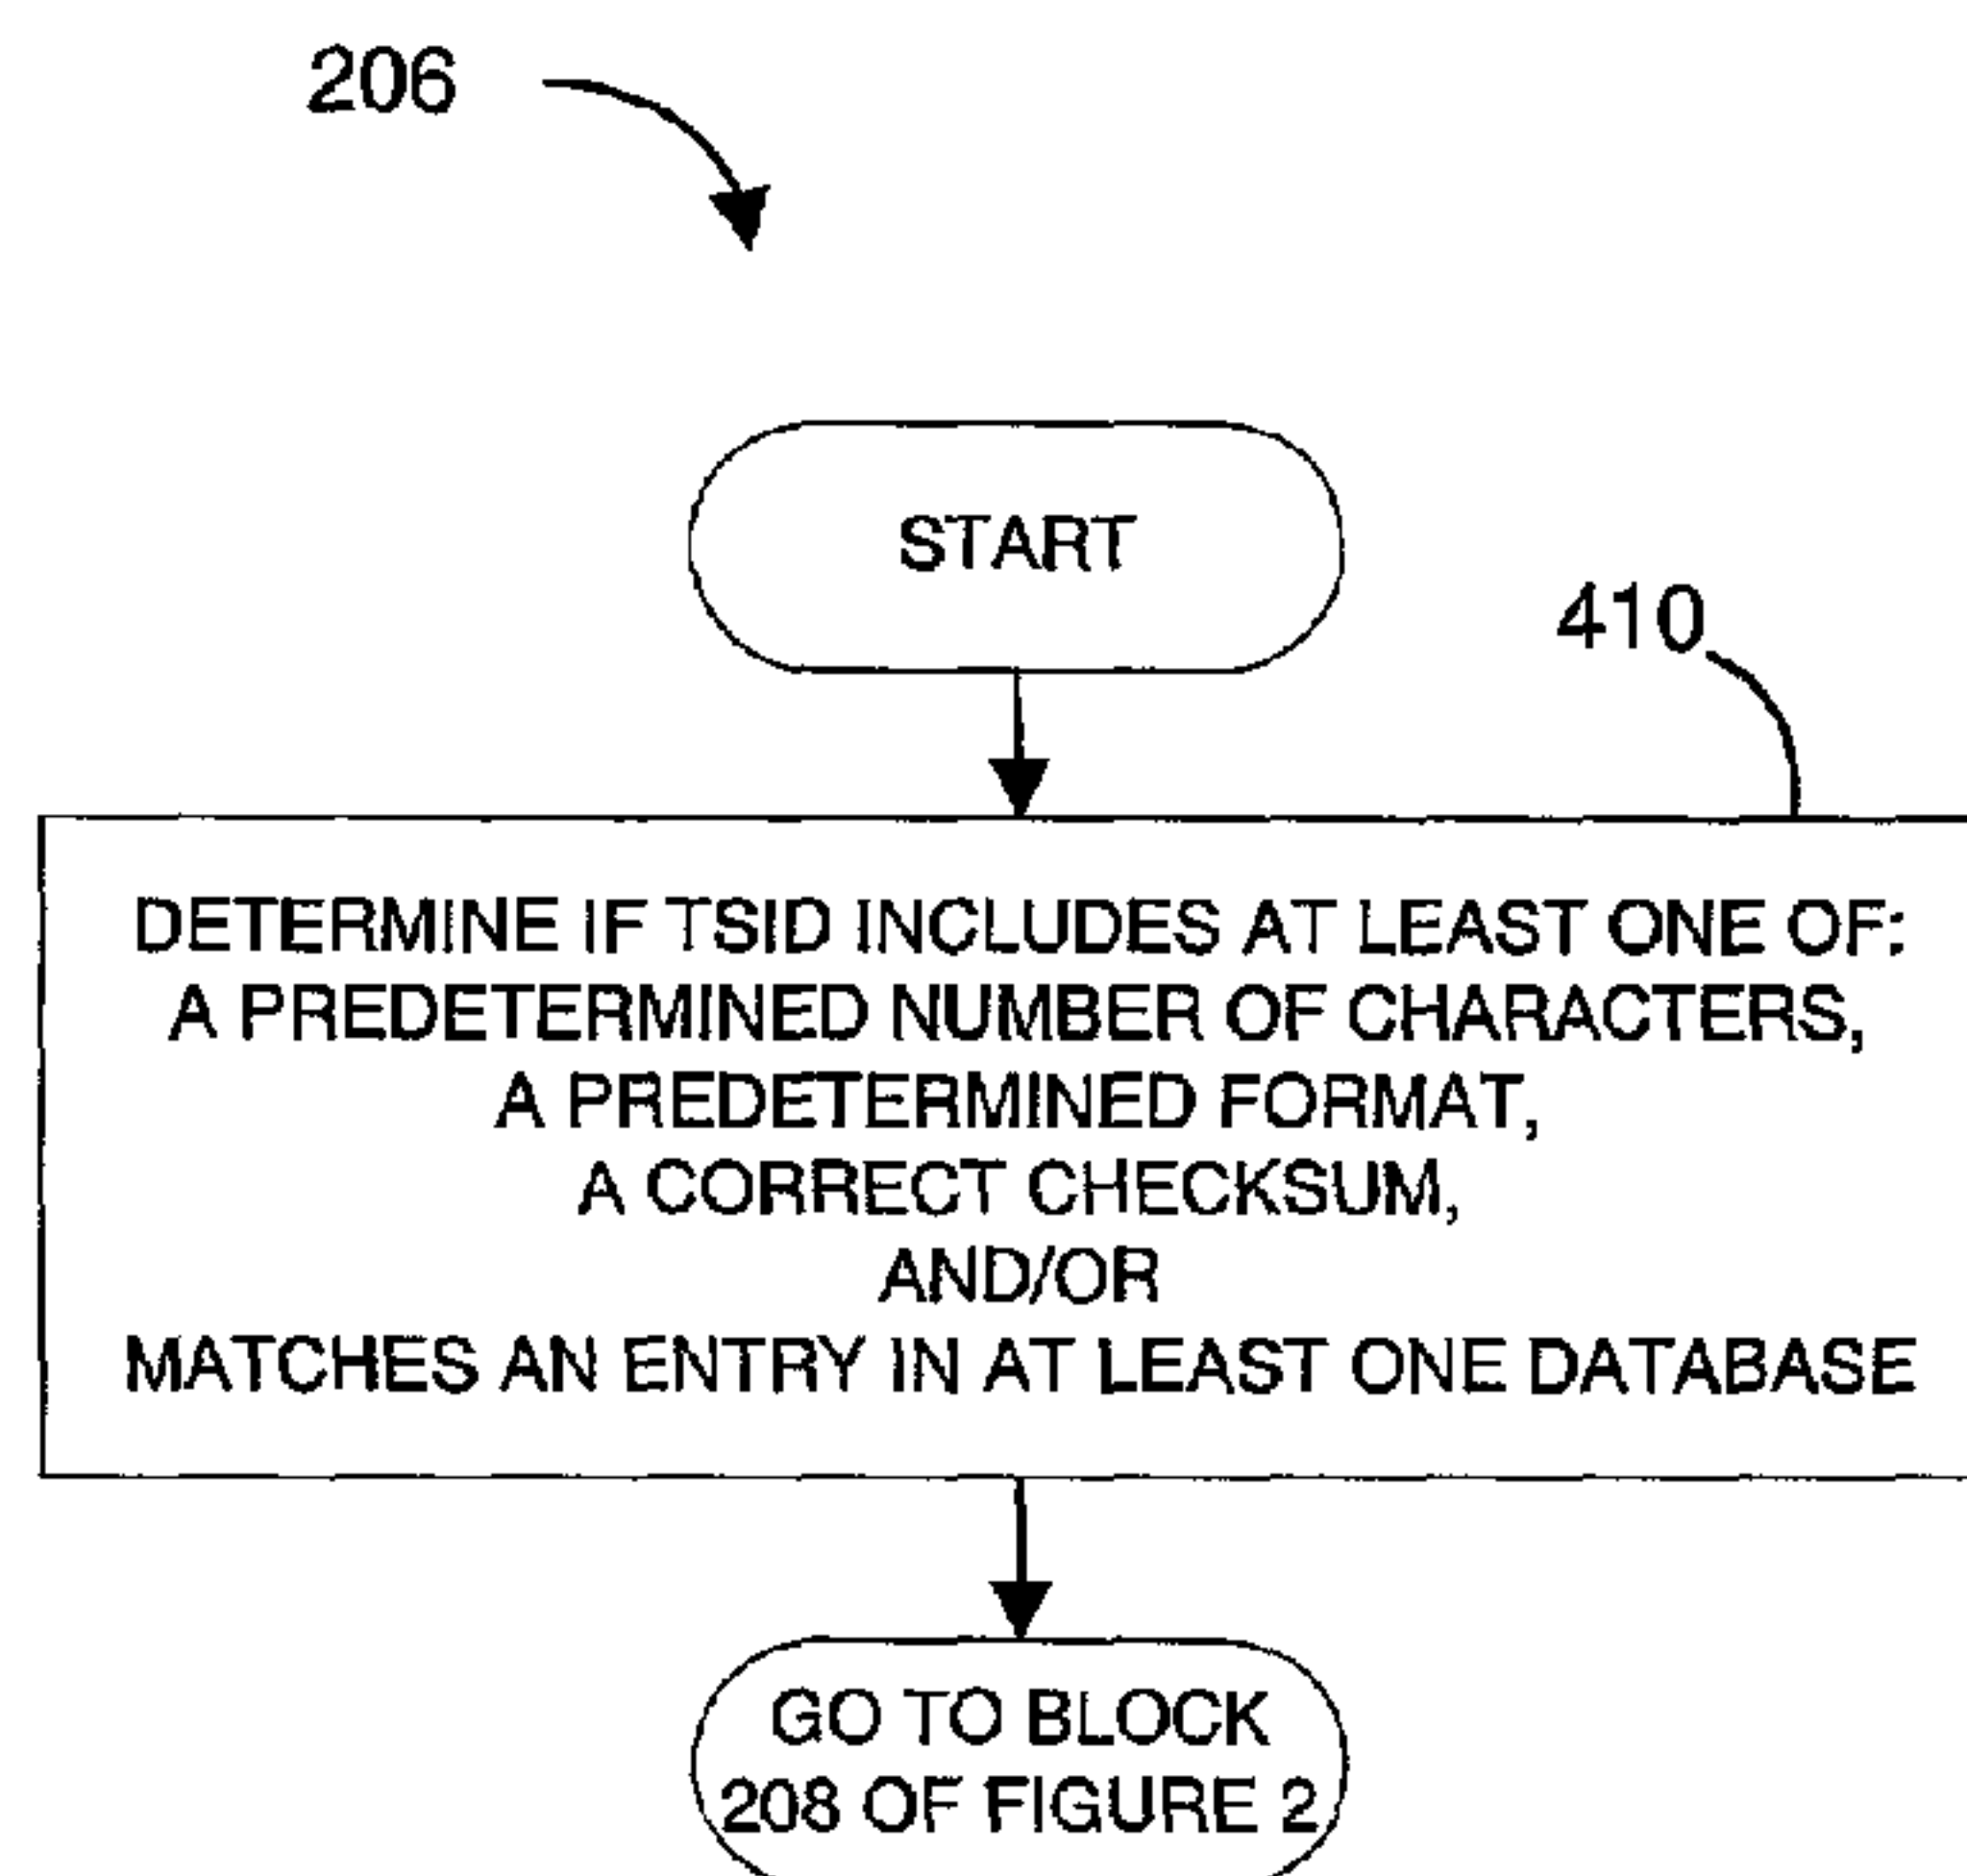 206
START
410
DETERMINE IF TSID INCLUDES AT LEAST ONE OF:
A PREDETERMINED NUMBER OF CHARACTERS,
A PREDETERMINED FORMAT,
A CORRECT CHECKSUM,
AND/OR
MATCHES AN ENTRY IN AT LEAST ONE DATABASE
GO TO BLOCK
208 OF FIGURE 2